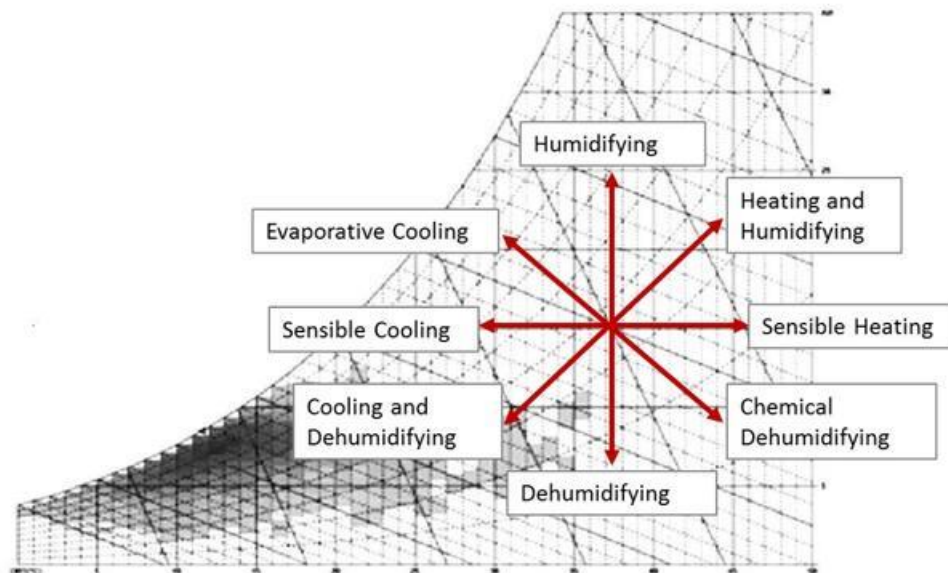 Humidifying
Heating and
Humidifying
Evaporative Cooling
Sensible Cooling
Sensible Heating
Cooling and
Dehumidifying
Chemical
Dehumidifying
Dehumidifying